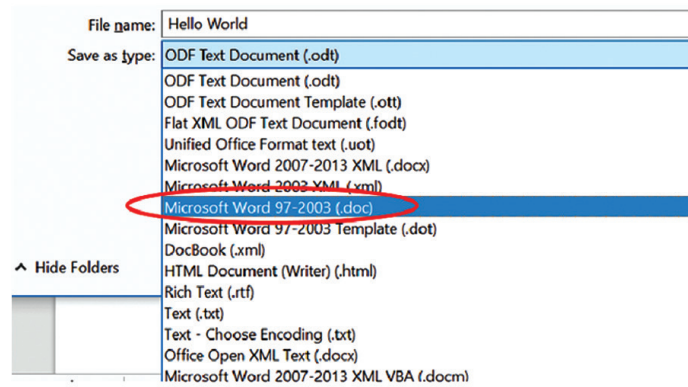 File name: Hello World
Save as type: ODF Text Document (.odt)
ODF Text Document (.odt)
ODF Text Document Template (.ott)
Flat XML ODF Text Document (.fodt)
Unified Office Format text (.uot)
Microsoft Word 2007-2013 XML (.docx)
Microsoft Word 2003 XML (.xml)
Microsoft Word 97-2003 (.doc)
Microsoft Word 97-2003 Template (.dot)
DocBook (.xml)
Hide Folders
HTML Document (Writer) (.html)
Rich Text (.rtf)
Text (.txt)
Text - Choose Encoding (.txt)
Office Open XML Text (.docx)
Microsoft Word 2007-2013 XML VBA (.docm)